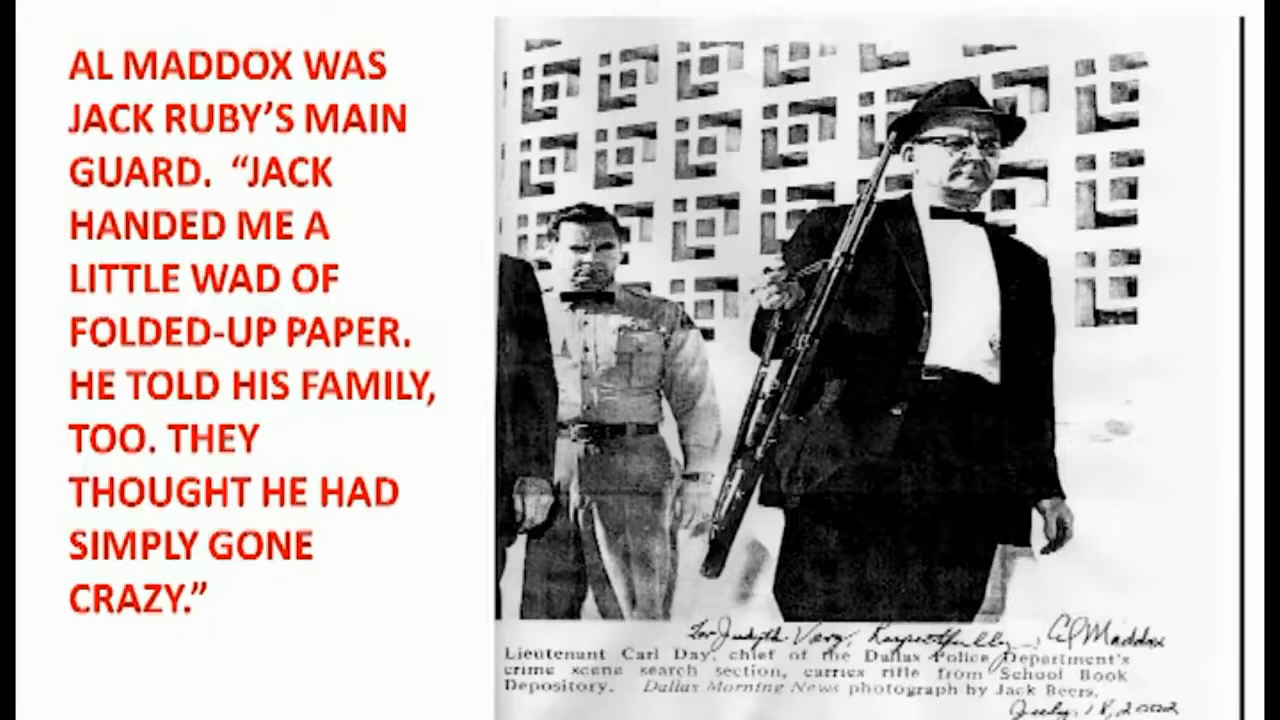 AL MADDOX WAS
JACK RUBY’S MAIN
GUARD. “JACK
HANDED ME A
LITTLE WAD OF
FOLDED-UP PAPER.
HE TOLD HIS FAMILY,
TOO. THEY
THOUGHT HE HAD
SIMPLY GONE
CRAZY.”
For Judyth Vary, Respectfully, Al Maddox
Lieutenant Carl Day, chief of the Dallas Police Department's
crime scene search section, carries rifle from School Book
Depository. Dallas Morning News photograph by Jack Beers.
July, 18, 2002